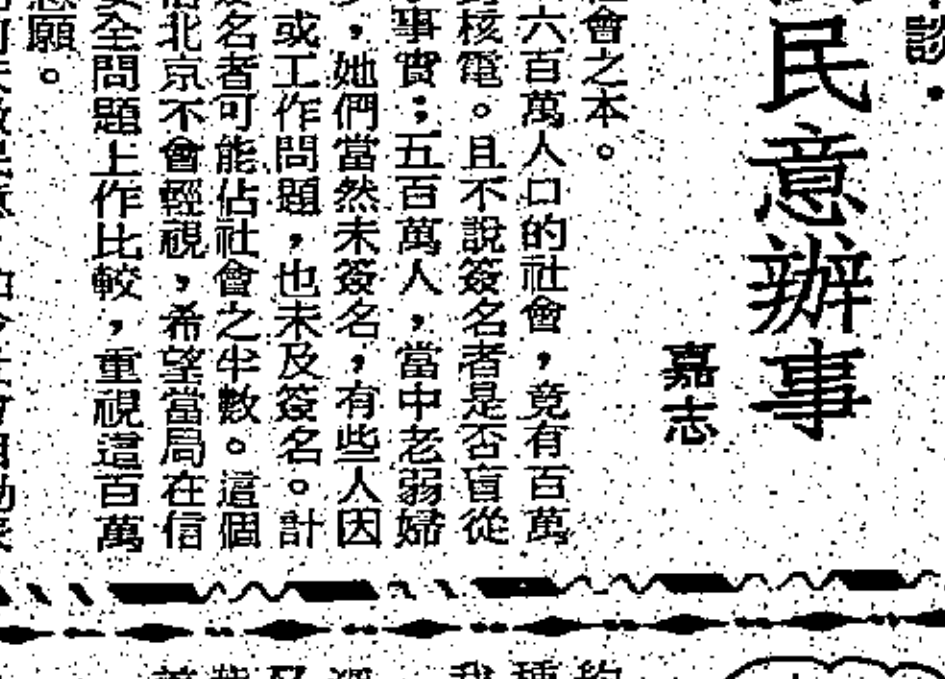 談・
民意辦事
嘉志
會之本。
六百萬人口的社會，竟有百萬
核電。且不說簽名者是否盲從
事實；五百萬人，當中老弱婦
，她們當然未簽名，有些人因
或工作問題，也未及簽名。計
名者可能佔社會之半數。這個
北京不會輕視，希望當局在信
全問題上作比較，重視這百萬
願。